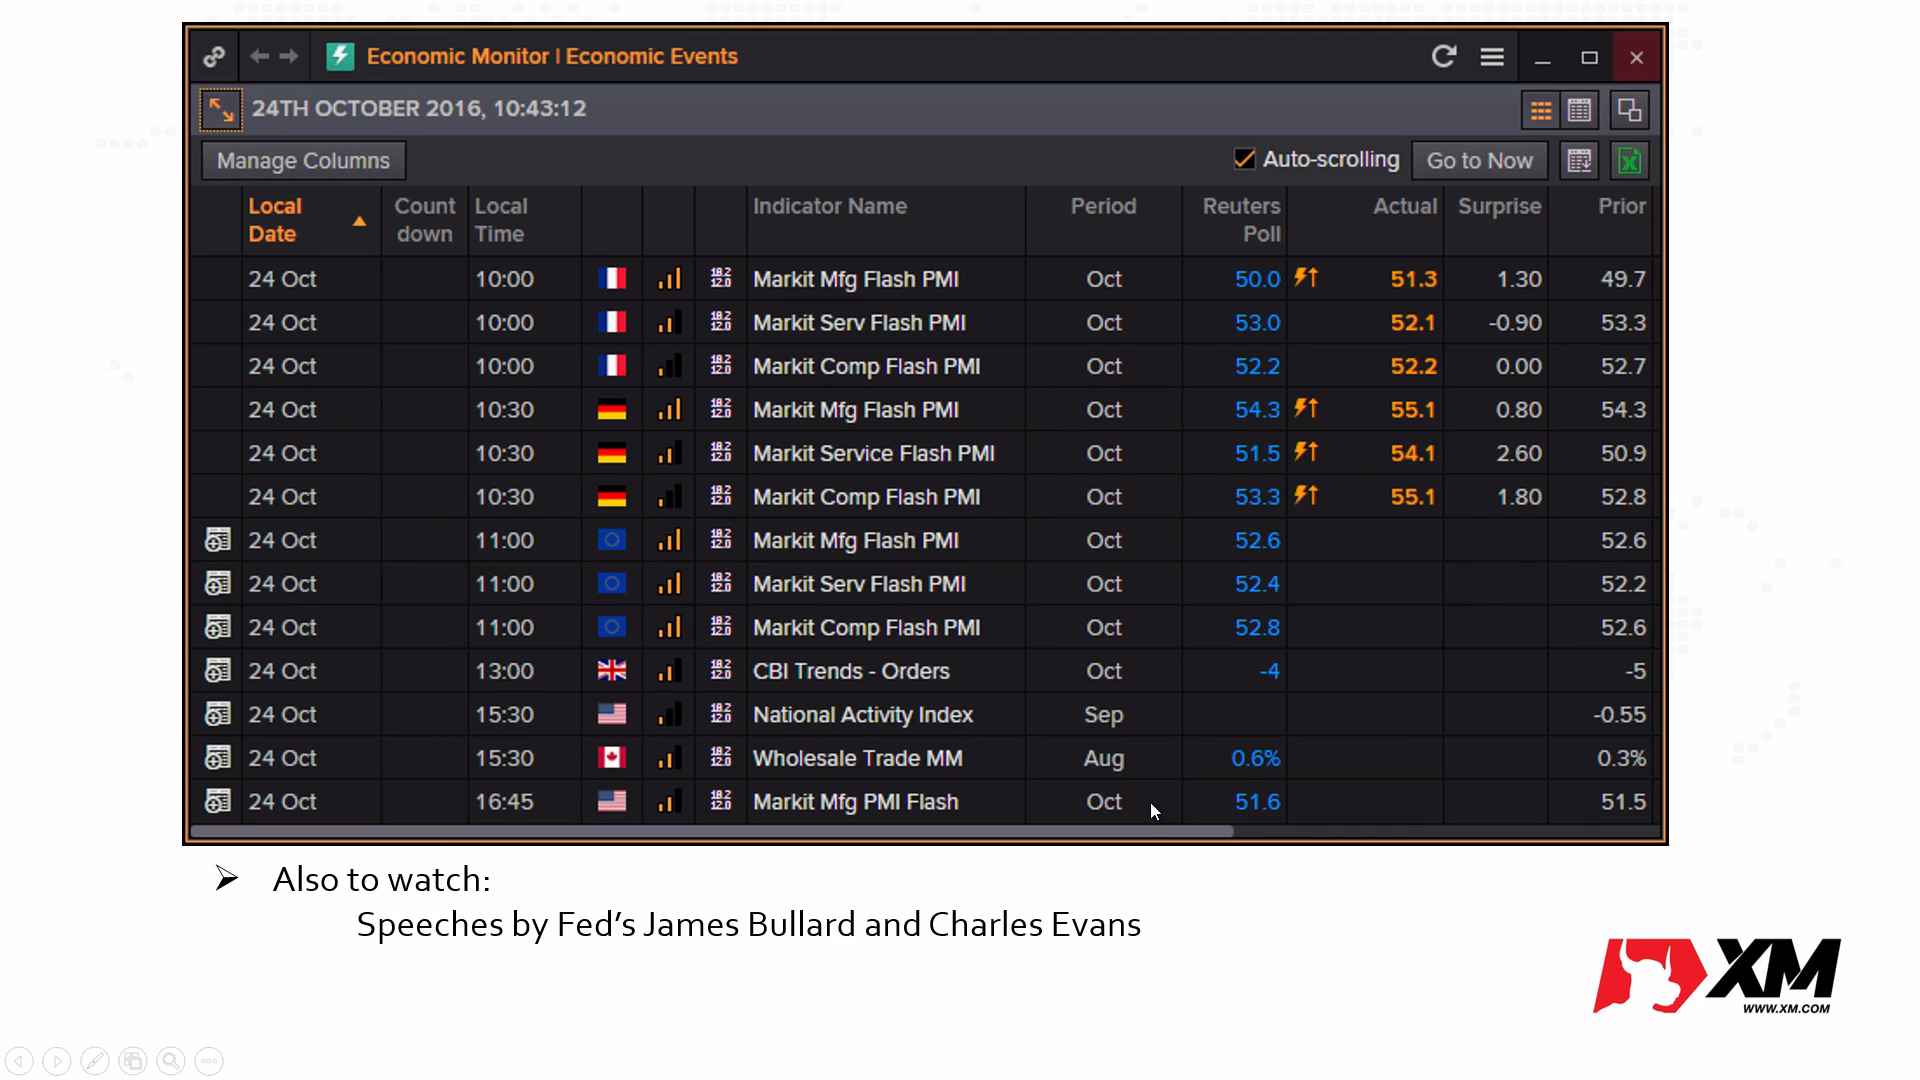 Economic Monitor | Economic Events
24TH OCTOBER 2016, 10:43:12
Manage Columns Auto-scrolling Go to Now
Local Date Count down Local Time Indicator Name Period Reuters Poll Actual Surprise Prior
24 Oct 10:00 Markit Mfg Flash PMI Oct 50.0 51.3 1.30 49.7
24 Oct 10:00 Markit Serv Flash PMI Oct 53.0 52.1 -0.90 53.3
24 Oct 10:00 Markit Comp Flash PMI Oct 52.2 52.2 0.00 52.7
24 Oct 10:30 Markit Mfg Flash PMI Oct 54.3 55.1 0.80 54.3
24 Oct 10:30 Markit Service Flash PMI Oct 51.5 54.1 2.60 50.9
24 Oct 10:30 Markit Comp Flash PMI Oct 53.3 55.1 1.80 52.8
24 Oct 11:00 Markit Mfg Flash PMI Oct 52.6 52.6
24 Oct 11:00 Markit Serv Flash PMI Oct 52.4 52.2
24 Oct 11:00 Markit Comp Flash PMI Oct 52.8 52.6
24 Oct 13:00 CBI Trends - Orders Oct -4 -5
24 Oct 15:30 National Activity Index Sep -0.55
24 Oct 15:30 Wholesale Trade MM Aug 0.6% 0.3%
24 Oct 16:45 Markit Mfg PMI Flash Oct 51.6 51.5
Also to watch:
Speeches by Fed's James Bullard and Charles Evans
XM
WWW.XM.COM